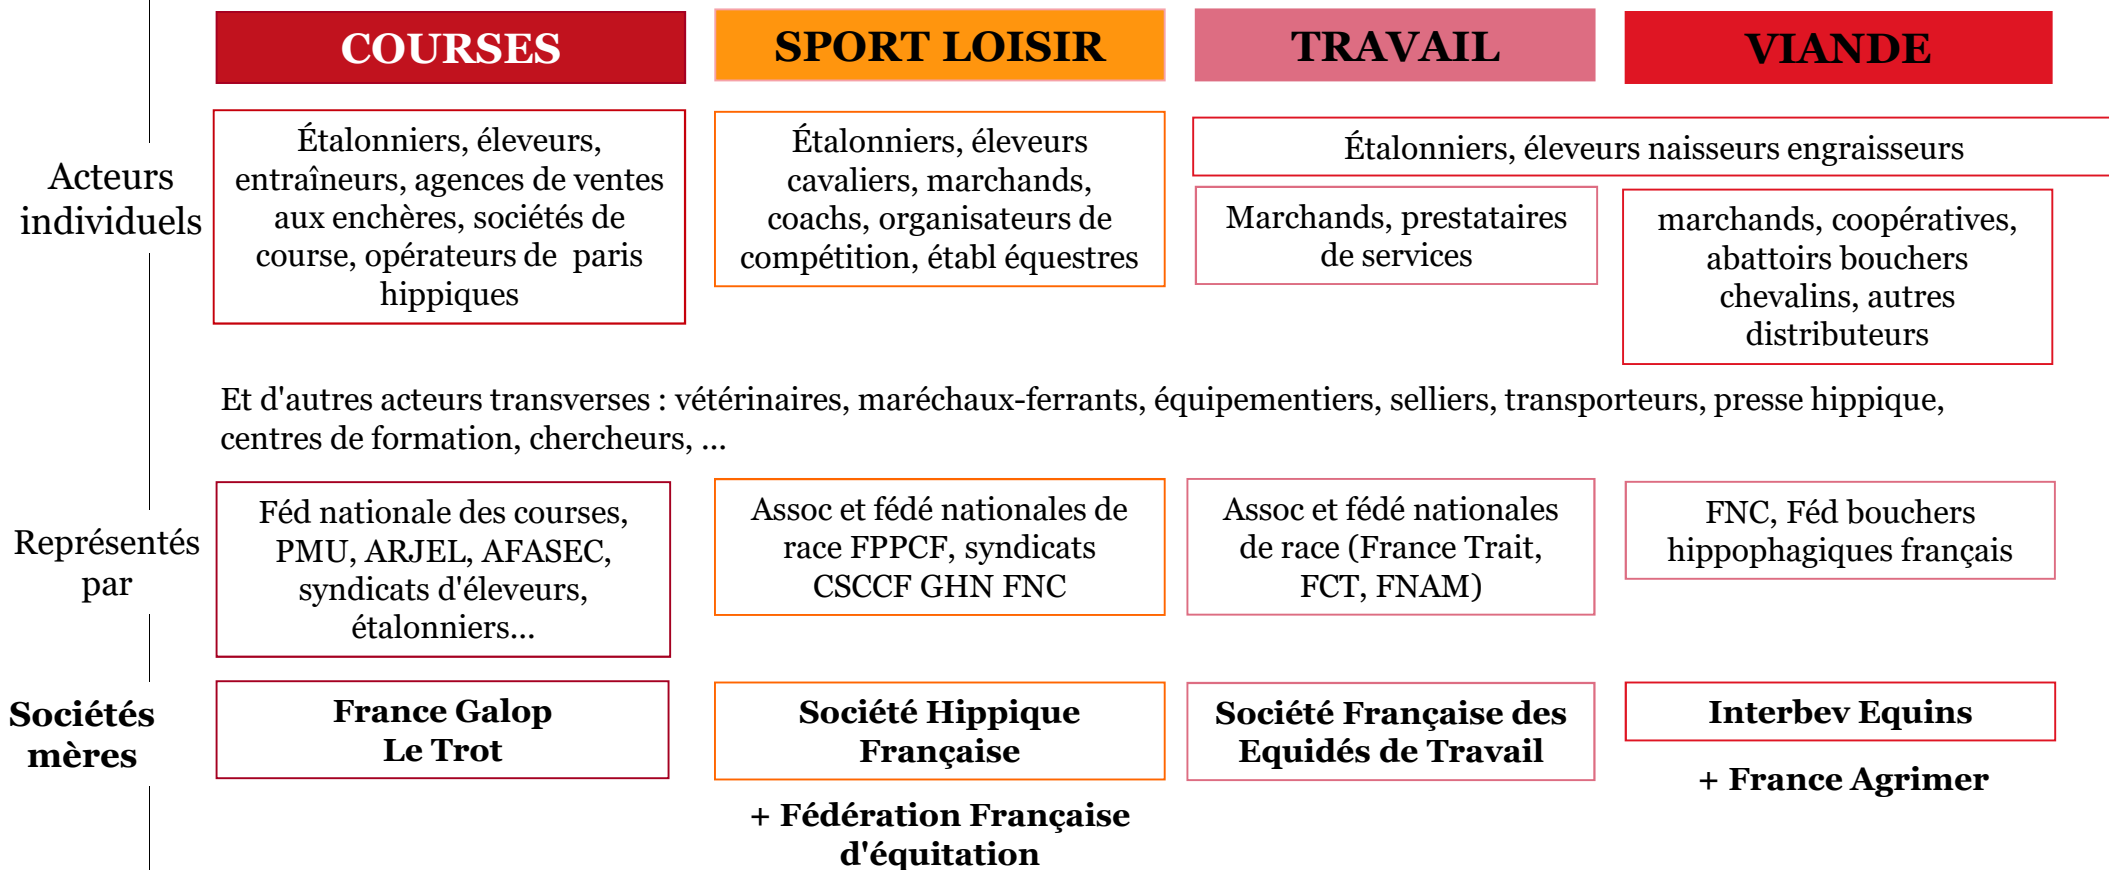 COURSES
SPORT LOISIR
TRAVAIL
VIANDE
Acteurs
individuels
Étalonniers, éleveurs,
entraîneurs, agences de ventes
aux enchères, sociétés de
course, opérateurs de  paris
hippiques
Étalonniers, éleveurs
cavaliers, marchands,
coachs, organisateurs de
compétition, établ équestres
Étalonniers, éleveurs naisseurs engraisseurs
Marchands, prestataires
de services
marchands, coopératives,
abattoirs bouchers
chevalins, autres
distributeurs
Et d'autres acteurs transverses : vétérinaires, maréchaux-ferrants, équipementiers, selliers, transporteurs, presse hippique,
centres de formation, chercheurs, ...
Représentés
par
Féd nationale des courses,
PMU, ARJEL, AFASEC,
syndicats d'éleveurs,
étalonniers...
Assoc et fédé nationales de
race FPPCF, syndicats
CSCCF GHN FNC
Assoc et fédé nationales
de race (France Trait,
FCT, FNAM)
FNC, Féd bouchers
hippophagiques français
Sociétés
mères
France Galop
Le Trot
Société Hippique
Française
+ Fédération Française
d'équitation
Société Française des
Equidés de Travail
Interbev Equins
+ France Agrimer